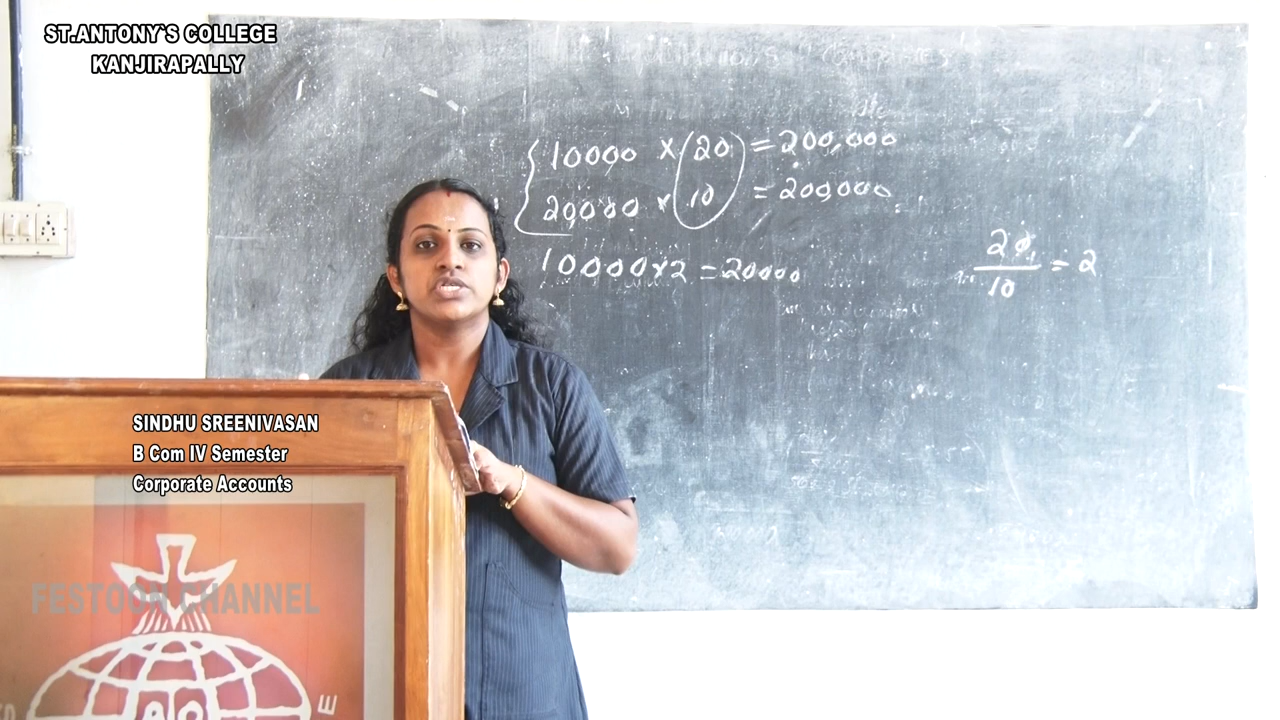 ST.ANTONY`S COLLEGE
KANJIRAPALLY
10000 x 20 = 200,000
20000 x 10 = 200000
10000x2 = 20000
20
10
= 2
SINDHU SREENIVASAN
B Com IV Semester
Corporate Accounts
FESTOON CHANNEL